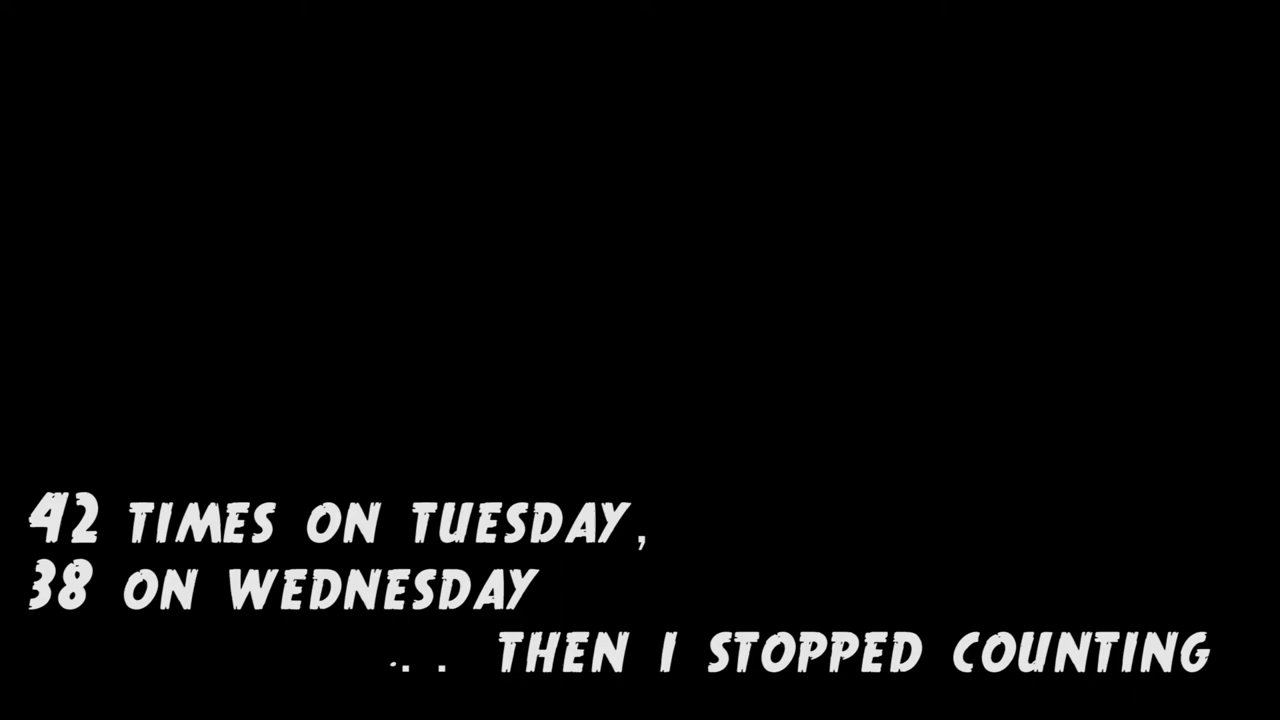 42 TIMES ON TUESDAY,
38 ON WEDNESDAY
... THEN I STOPPED COUNTING